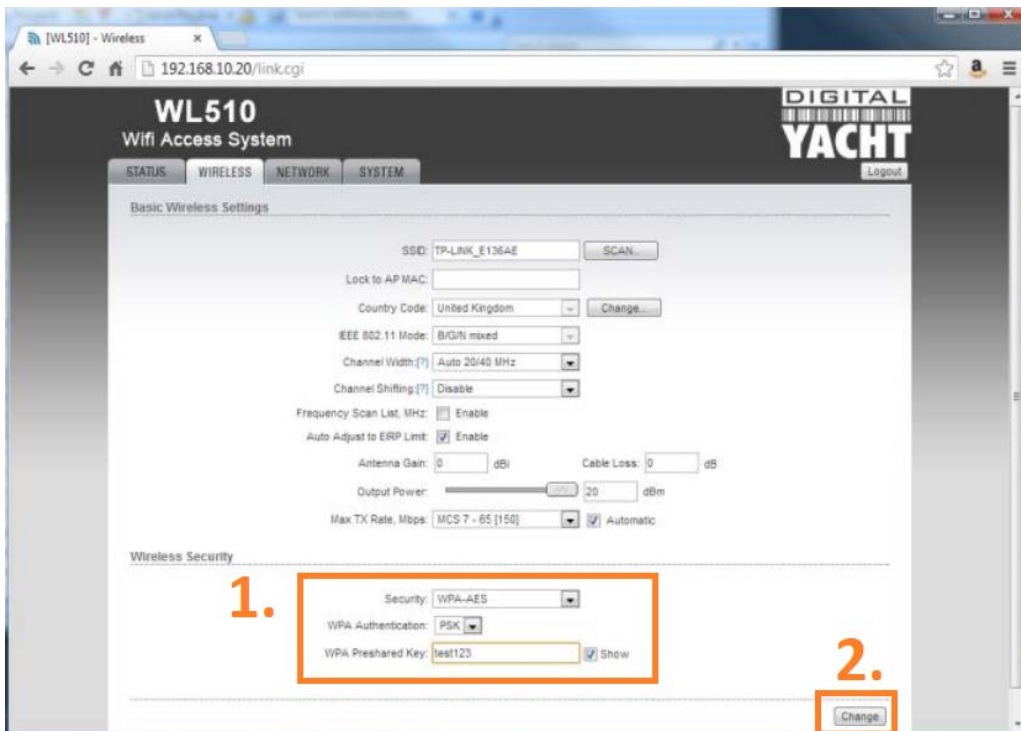 [WL510] - Wireless
192.168.10.20/link.cgi
WL510
Wifi Access System
DIGITAL
YACHT
Logout
STATUS WIRELESS NETWORK SYSTEM
Basic Wireless Settings
SSID: TP-LINK_E136AE SCAN...
Lock to AP MAC:
Country Code: United Kingdom Change...
IEEE 802.11 Mode: B/G/N mixed
Channel Width:[?] Auto 20/40 MHz
Channel Shifting:[?] Disable
Frequency Scan List, MHz: Enable
Auto Adjust to EIRP Limit: Enable
Antenna Gain: 0 dBi Cable Loss: 0 dB
Output Power: 20 dBm
Max TX Rate, Mbps: MCS 7 - 65 [150] Automatic
Wireless Security
1.
Security: WPA-AES
WPA Authentication: PSK
WPA Preshared Key: test123 Show
2.
Change